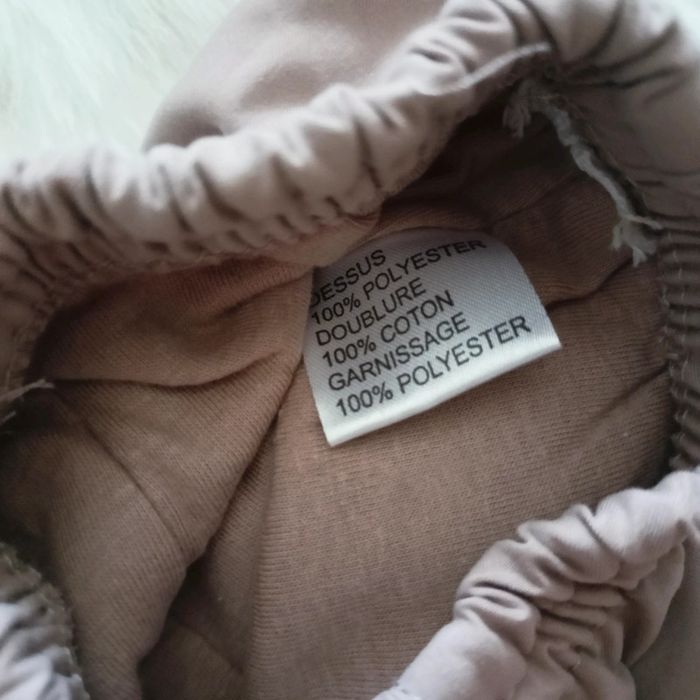 DESSUS
100% POLYESTER
DOUBLURE
100% COTON
GARNISSAGE
100% POLYESTER